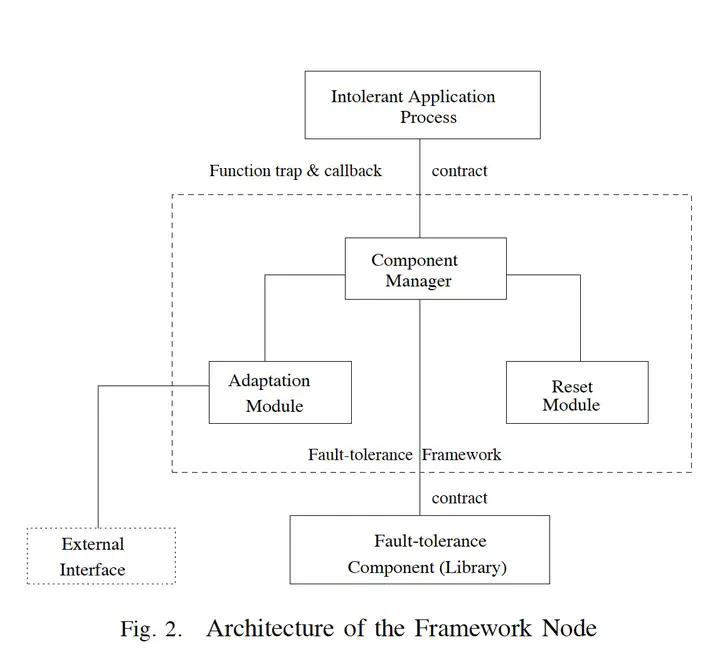 Intolerant Application
Process
Function trap & callback
contract
Component
Manager
Adaptation
Module
Reset
Module
Fault-tolerance Framework
contract
External
Interface
Fault-tolerance
Component (Library)
Fig. 2. Architecture of the Framework Node